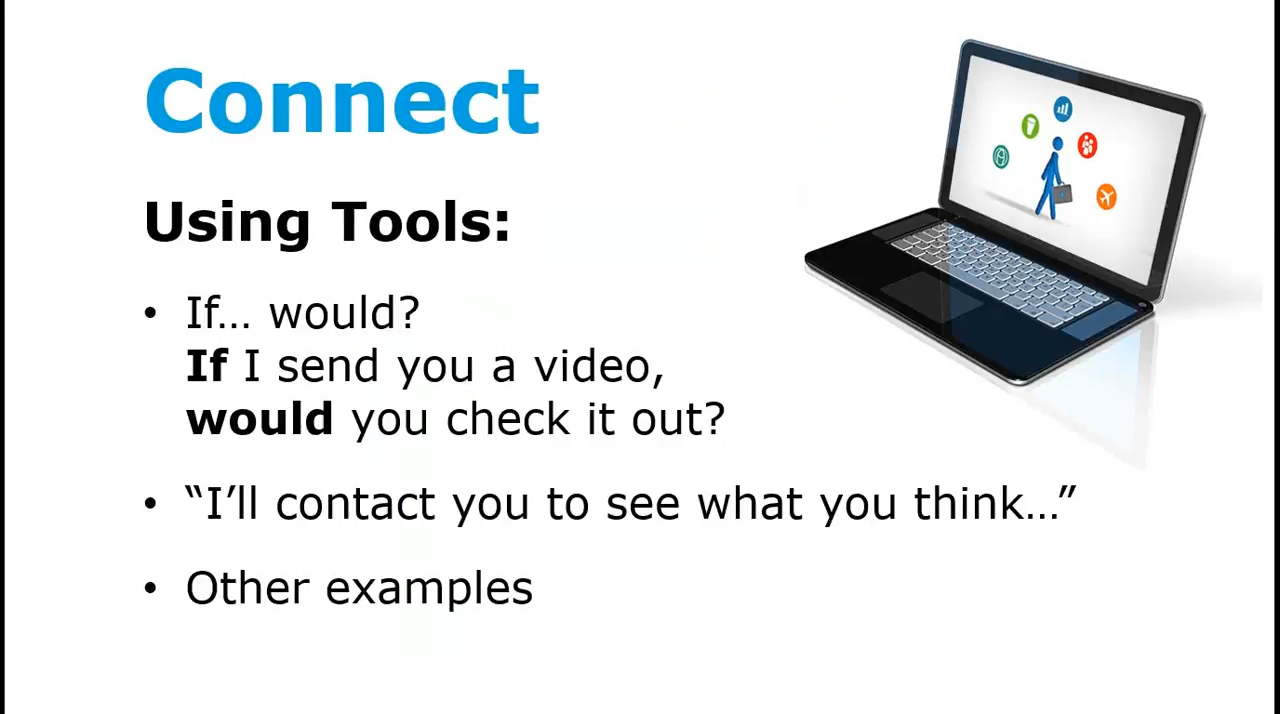 Connect
Using Tools:
• If... would?
If I send you a video,
would you check it out?
• “I’ll contact you to see what you think...”
• Other examples